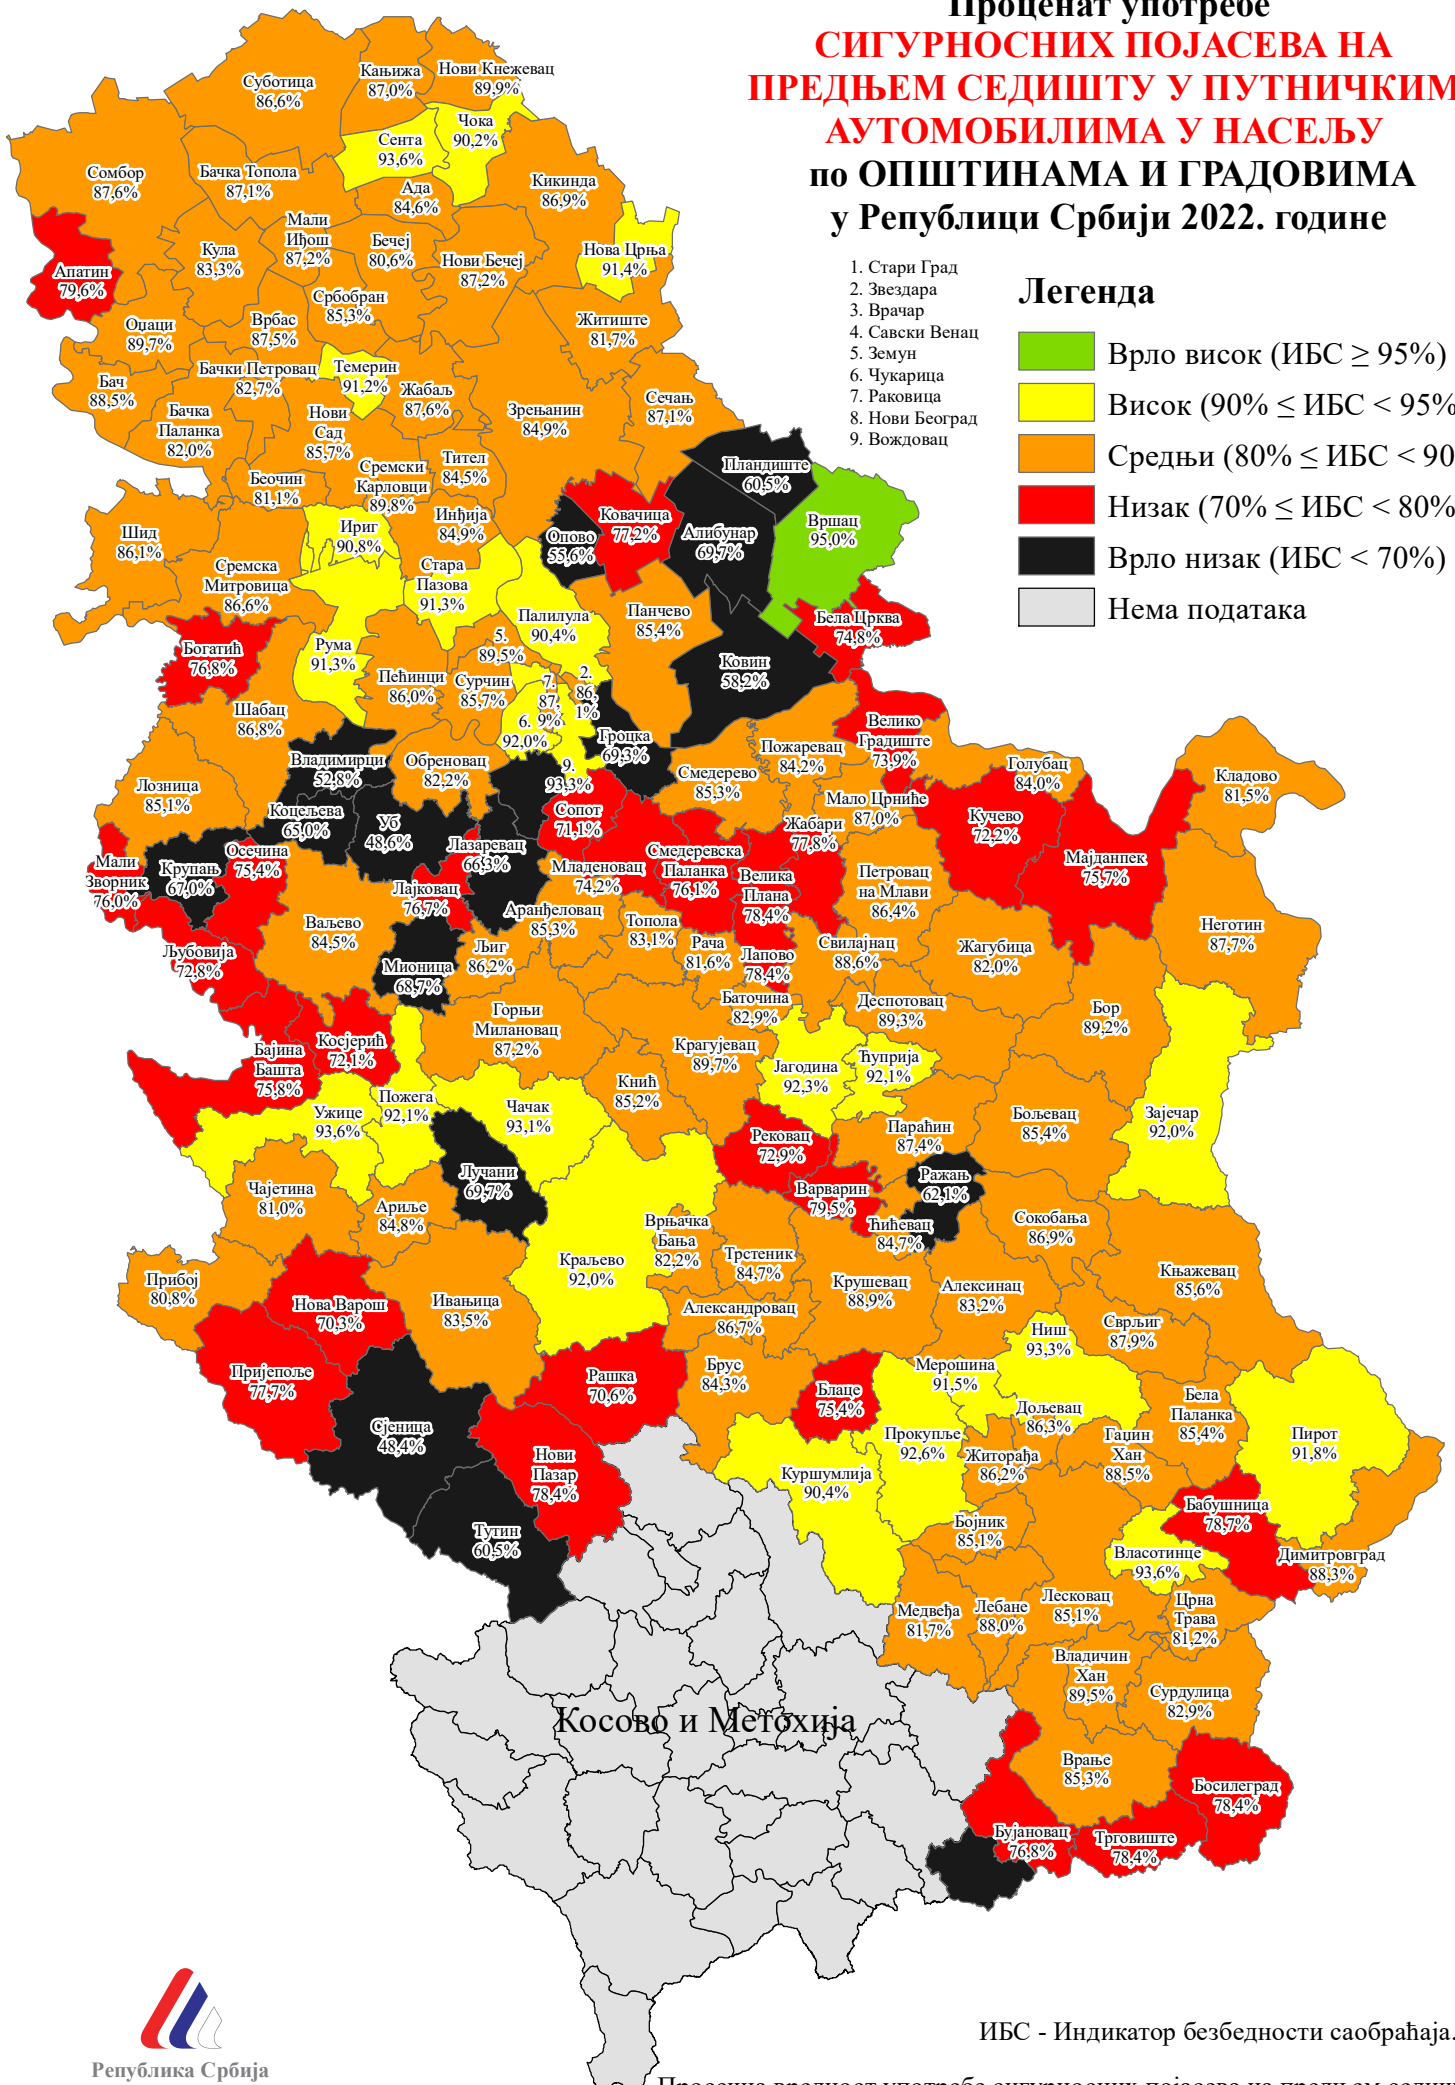 Проценат употребе
СИГУРНОСНИХ ПОЈАСЕВА НА
ПРЕДЊЕМ СЕДИШТУ У ПУТНИЧКИМ
АУТОМОБИЛИМА У НАСЕЉУ
по ОПШТИНАМА И ГРАДОВИМА
у Републици Србији 2022. године
1. Стари Град
2. Звездара
3. Врачар
4. Савски Венац
5. Земун
6. Чукарица
7. Раковица
8. Нови Београд
9. Вождовац
Легенда
Врло висок (ИБС ≥ 95%)
Висок (90% ≤ ИБС < 95%
Средњи (80% ≤ ИБС < 90
Низак (70% ≤ ИБС < 80%
Врло низак (ИБС < 70%)
Нема података
Суботица
86,6%
Кањижа
87,0%
Нови Кнежевац
89,9%
Чока
90,2%
Сента
93,6%
Сомбор
87,6%
Бачка Топола
87,1%
Ада
84,6%
Кикинда
86,9%
Апатин
79,6%
Кула
83,3%
Мали
Иђош
87,2%
Бечеј
80,6%
Нови Бечеј
87,2%
Нова Црња
91,4%
Оџаци
89,7%
Врбас
87,5%
Србобран
85,3%
Житиште
81,7%
Бач
88,5%
Бачки Петровац
82,7%
Темерин
91,2%
Жабаљ
87,6%
Зрењанин
84,9%
Сечањ
87,1%
Бачка
Паланка
82,0%
Нови
Сад
85,7%
Тител
84,5%
Беочин
81,1%
Сремски
Карловци
89,8%
Пландиште
60,5%
Шид
86,1%
Ириг
90,8%
Инђија
84,9%
Опово
55,6%
Ковачица
77,2%
Алибунар
69,7%
Вршац
95,0%
Сремска
Митровица
86,6%
Стара
Пазова
91,3%
Палилула
90,4%
Панчево
85,4%
Бела Црква
74,8%
Богатић
76,8%
Рума
91,3%
Пећинци
86,0%
5.
89,5%
Сурчин
85,7%
7.
87,
9%
2.
86,
1%
6.
92,0%
Ковин
58,2%
Шабац
86,8%
Владимирци
52,8%
Обреновац
82,2%
9.
93,3%
Гроцка
69,3%
Смедерево
85,3%
Пожаревац
84,2%
Велико
Градиште
73,9%
Голубац
84,0%
Кладово
81,5%
Лозница
85,1%
Коцељева
65,0%
Уб
48,6%
Лазаревац
66,3%
Сопот
71,1%
Мало Црниће
87,0%
Жабари
77,8%
Кучево
72,2%
Мајданпек
75,7%
Мали
Зворник
76,0%
Крупањ
67,0%
Осечина
75,4%
Лајковац
76,7%
Младеновац
74,2%
Смедеревска
Паланка
76,1%
Велика
Плана
78,4%
Петровац
на Млави
86,4%
Љубовија
72,8%
Ваљево
84,5%
Мионица
68,7%
Љиг
86,2%
Аранђеловац
85,3%
Топола
83,1%
Рача
81,6%
Лапово
78,4%
Свилајнац
88,6%
Жагубица
82,0%
Неготин
87,7%
Бајина
Башта
75,8%
Косјерић
72,1%
Горњи
Милановац
87,2%
Баточина
82,9%
Деспотовац
89,3%
Бор
89,2%
Крагујевац
89,7%
Јагодина
92,3%
Ћуприја
92,1%
Ужице
93,6%
Пожега
92,1%
Чачак
93,1%
Кнић
85,2%
Рековац
72,9%
Параћин
87,4%
Бољевац
85,4%
Зајечар
92,0%
Чајетина
81,0%
Ариље
84,8%
Лучани
69,7%
Варварин
79,5%
Ражањ
62,1%
Ћићевац
84,7%
Сокобања
86,9%
Врњачка
Бања
82,2%
Трстеник
84,7%
Прибој
80,8%
Нова Варош
70,3%
Ивањица
83,5%
Краљево
92,0%
Крушевац
88,9%
Алексинац
83,2%
Књажевац
85,6%
Александровац
86,7%
Ниш
93,3%
Сврљиг
87,9%
Пријепоље
77,7%
Рашка
70,6%
Брус
84,3%
Блаце
75,4%
Мерошина
91,5%
Сјеница
48,4%
Нови
Пазар
78,4%
Прокупље
92,6%
Дољевац
86,3%
Бела
Паланка
85,4%
Пирот
91,8%
Куршумлија
90,4%
Житорађа
86,2%
Гаџин
Хан
88,5%
Тутин
60,5%
Бојник
85,1%
Бабушница
78,7%
Власотинце
93,6%
Димитровград
88,3%
Медвеђа
81,7%
Лебане
88,0%
Лесковац
85,1%
Црна
Трава
81,2%
Владичин
Хан
89,5%
Сурдулица
82,9%
Косово и Метохија
Врање
85,3%
Босилеград
78,4%
Бујановац
76,8%
Трговиште
78,4%
Република Србија
ИБС - Индикатор безбедности саобраћаја.